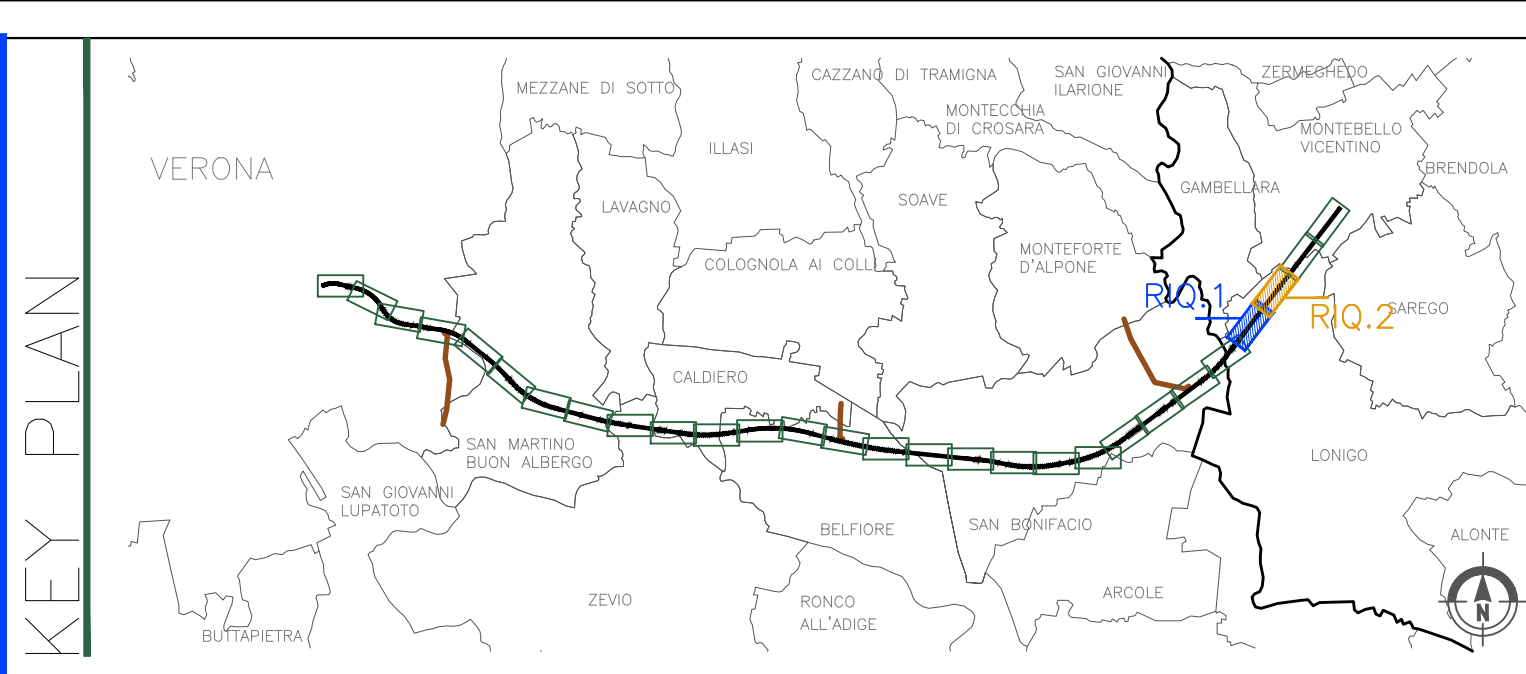 KEY PLAN
CAZZANO DI TRAMIGNA
SAN GIOVANNI
ILARIONE
ZERMEGHEDO
MEZZANE DI SOTTO
MONTECCHIA
DI CROSARA
MONTEBELLO
VICENTINO
ILLASI
VERONA
BRENDOLA
GAMBELLARA
LAVAGNO
SOAVE
MONTEFORTE
D'ALPONE
COLOGNOLA AI COLLI
RIQ.1
RIQ.2
SAREGO
CALDIERO
SAN MARTINO
BUON ALBERGO
LONIGO
SAN GIOVANNI
LUPATOTO
BELFIORE
SAN BONIFACIO
ALONTE
ZEVIO
RONCO
ALL'ADIGE
ARCOLE
N
BUTTAPIETRA